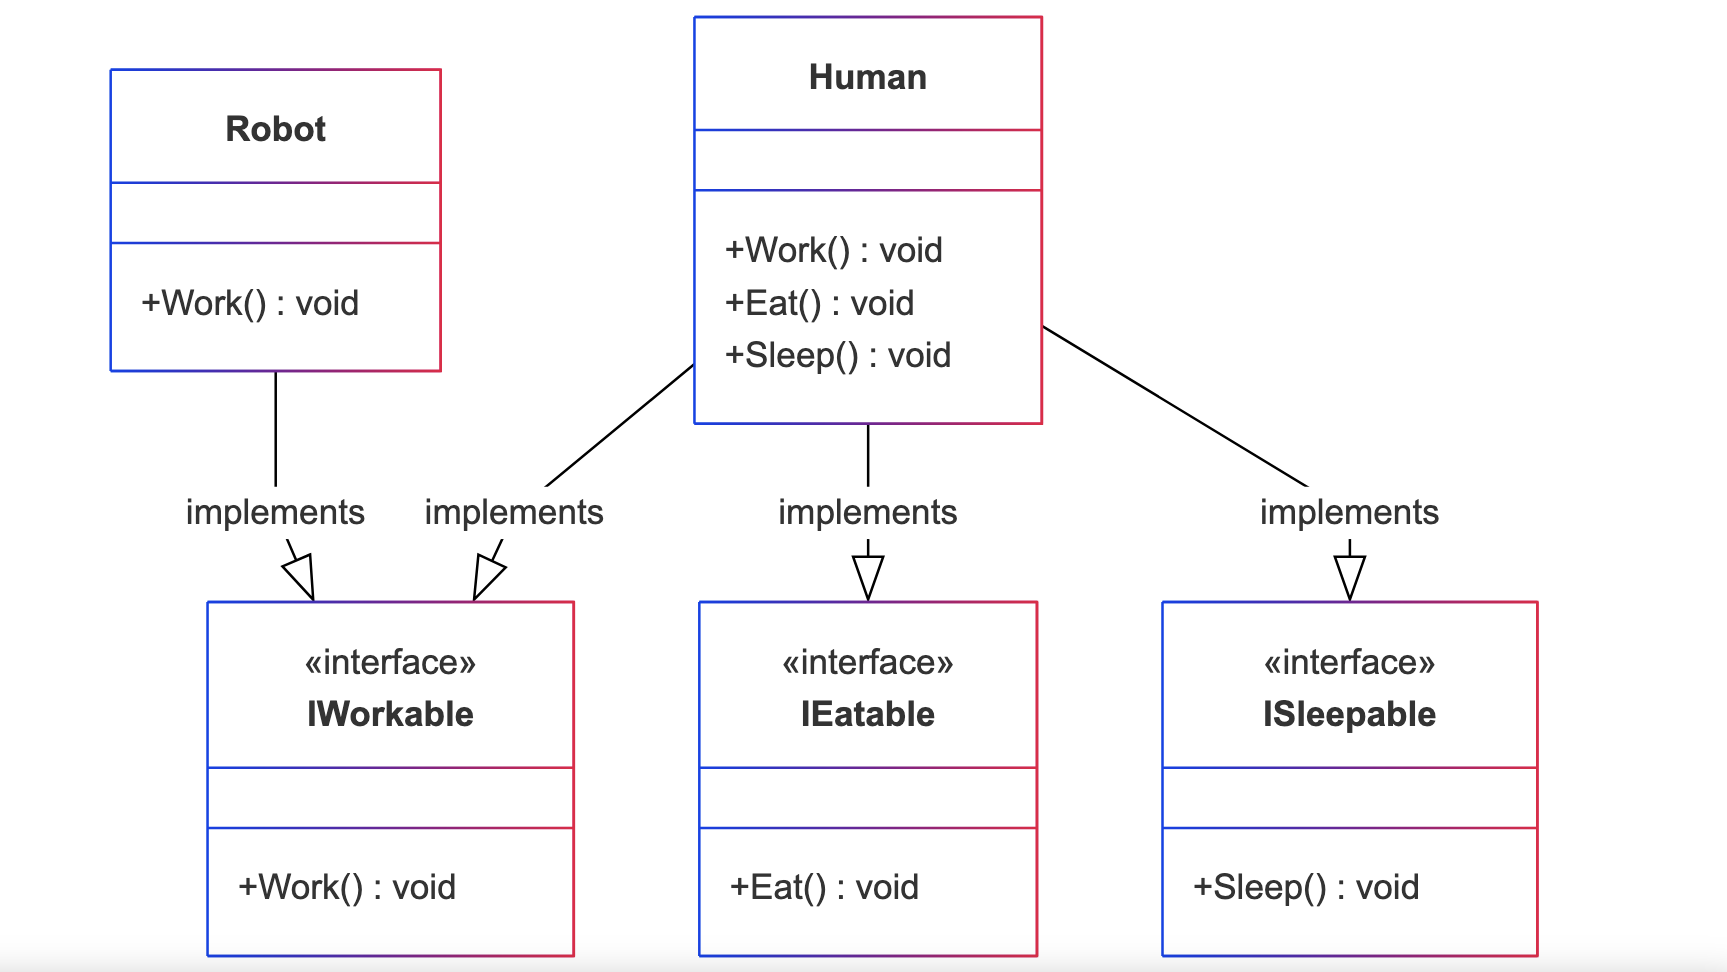 Robot
+Work() : void
Human
+Work() : void
+Eat() : void
+Sleep() : void
implements
implements
implements
implements
«interface»
IWorkable
+Work() : void
«interface»
IEatable
+Eat() : void
«interface»
ISleepable
+Sleep() : void